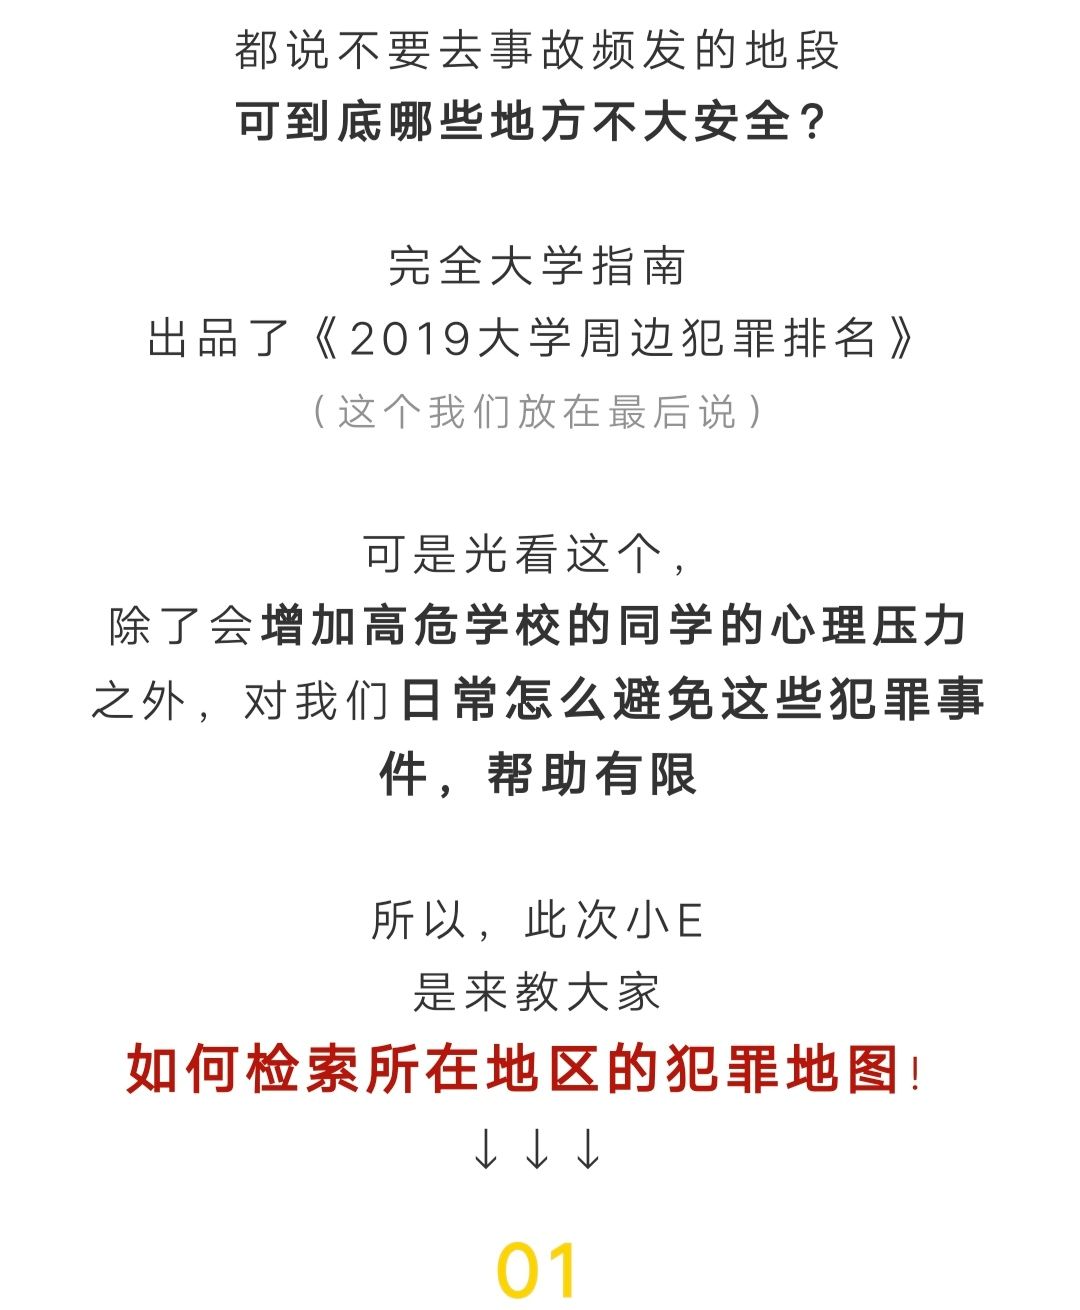 都说不要去事故频发的地段
可到底哪些地方不大安全?
完全大学指南
出品了《2019大学周边犯罪排名》
(这个我们放在最后说)
可是光看这个,
除了会增加高危学校的同学的心理压力
之外,对我们日常怎么避免这些犯罪事
件,帮助有限
所以,此次小E
是来教大家
如何检索所在地区的犯罪地图!
↓↓↓
01